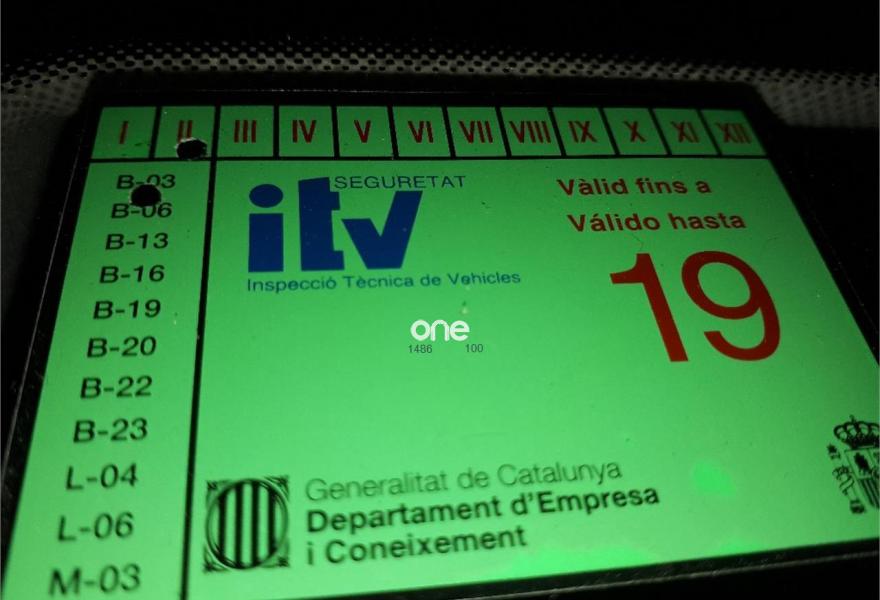 I II III IV V VI VII VIII IX X XI XII
B-03
B-06
B-13
B-16
B-19
B-20
B-22
B-23
L-04
L-06
M-03
itv SEGURETAT
Inspecció Tècnica de Vehicles
Vàlid fins a
Válido hasta
19
one
1486 100
Generalitat de Catalunya
Departament d'Empresa
i Coneixement